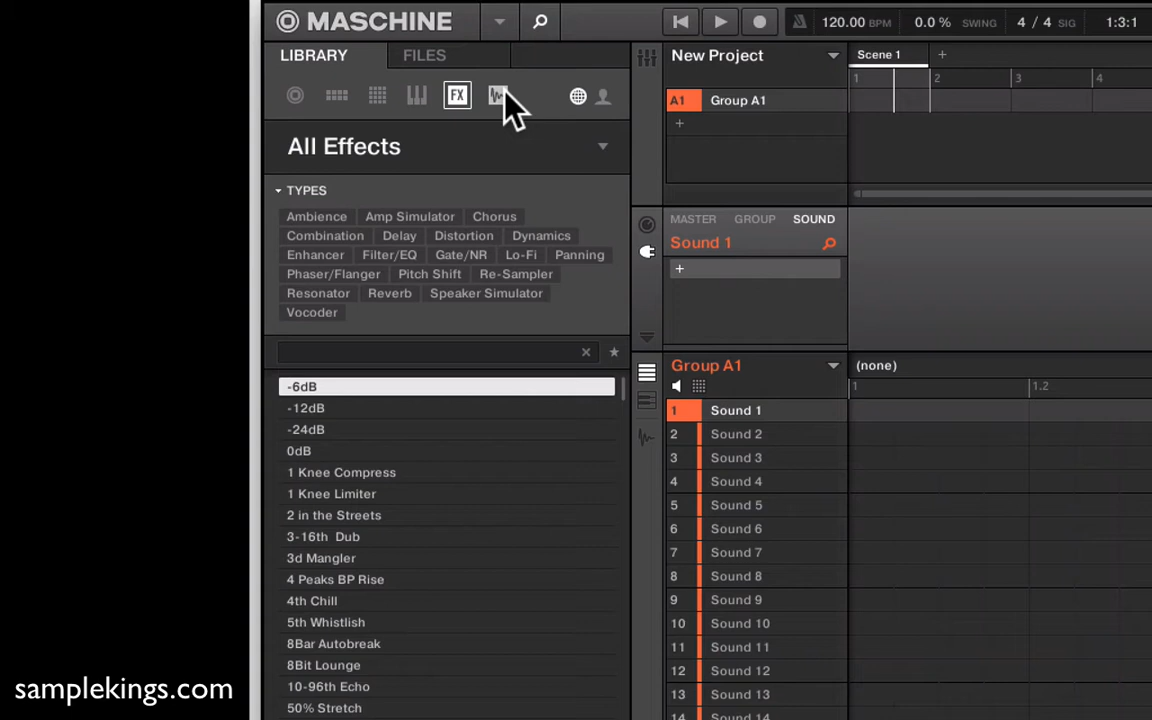 MASCHINE
120.00 BPM 0.0 % SWING 4 / 4 SIG 1:3:1
LIBRARY FILES
New Project
Scene 1 +
1 2 3 4
FX
A1 Group A1
+
All Effects
TYPES
Ambience Amp Simulator Chorus
Combination Delay Distortion Dynamics
Enhancer Filter/EQ Gate/NR Lo-Fi Panning
Phaser/Flanger Pitch Shift Re-Sampler
Resonator Reverb Speaker Simulator
Vocoder
MASTER GROUP SOUND
Sound 1
+
-6dB
-12dB
-24dB
0dB
1 Knee Compress
1 Knee Limiter
2 in the Streets
3-16th Dub
3d Mangler
4 Peaks BP Rise
4th Chill
5th Whistlish
8Bar Autobreak
8Bit Lounge
10-96th Echo
50% Stretch
Group A1 (none)
1 1.2
1 Sound 1
2 Sound 2
3 Sound 3
4 Sound 4
5 Sound 5
6 Sound 6
7 Sound 7
8 Sound 8
9 Sound 9
10 Sound 10
11 Sound 11
12 Sound 12
13 Sound 13
14 Sound 14
samplekings.com